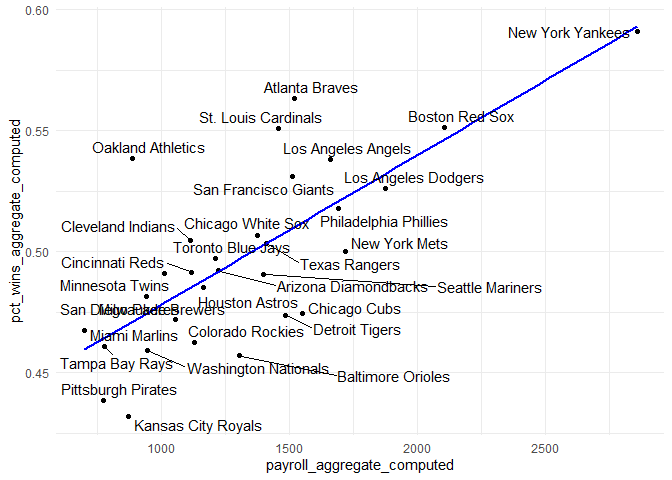 0.60
New York Yankees
Atlanta Braves
St. Louis Cardinals
Boston Red Sox
0.55
Oakland Athletics
Los Angeles Angels
Los Angeles Dodgers
San Francisco Giants
Philadelphia Phillies
Cleveland Indians
Chicago White Sox
New York Mets
Toronto Blue Jays
0.50
Cincinnati Reds
Texas Rangers
Minnesota Twins
Arizona Diamondbacks
Seattle Mariners
San Diego Padres
Milwaukee Brewers
Houston Astros
Chicago Cubs
Miami Marlins
Colorado Rockies
Detroit Tigers
Tampa Bay Rays
Washington Nationals
0.45
Baltimore Orioles
Pittsburgh Pirates
Kansas City Royals
pct_wins_aggregate_computed
1000
1500
2000
2500
payroll_aggregate_computed